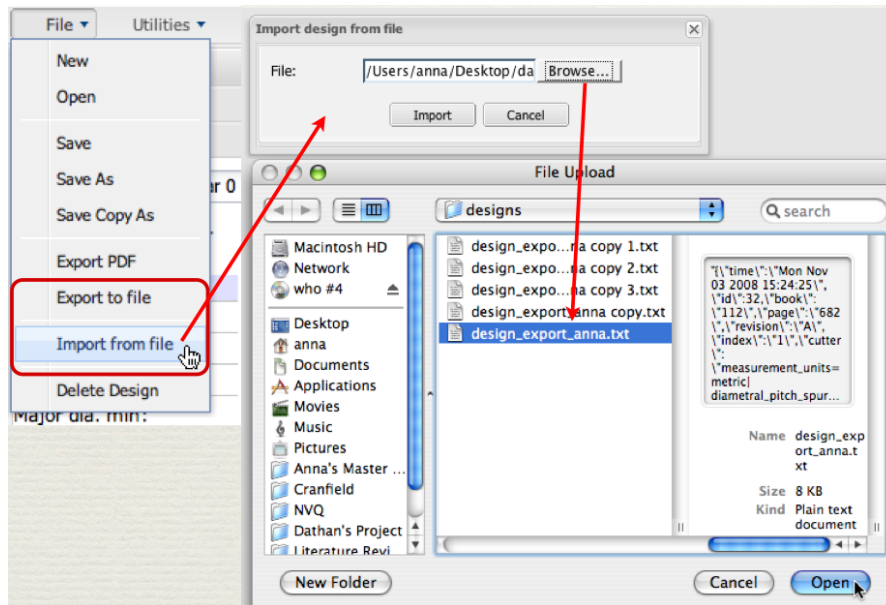 File Utilities
New
Open
Save
Save As
Save Copy As
Export PDF
Export to file
Import from file
Delete Design
ar 0
Major dia. min:
Import design from file
File: /Users/anna/Desktop/da Browse...
Import Cancel
File Upload
designs
search
Macintosh HD
Network
who #4
Desktop
anna
Documents
Applications
Movies
Music
Pictures
Anna's Master ...
Cranfield
NVQ
Dathan's Project
Literature Revi
design_expo...na copy 1.txt
design_expo...na copy 2.txt
design_expo...na copy 3.txt
design_export_anna copy.txt
design_export_anna.txt
"{\"time\":\"Mon Nov
03 2008 15:24:25\",
\"id\":32,\"book\":
\"112\",\"page\":\"682
\",\"revision\":\"A\",
\"index\":\"1\",\"cutter
\":
\"measurement_units=
metric|
diametral_pitch_spur...
Name design_exp
ort_anna.t
xt
Size 8 KB
Kind Plain text
document
New Folder Cancel Open